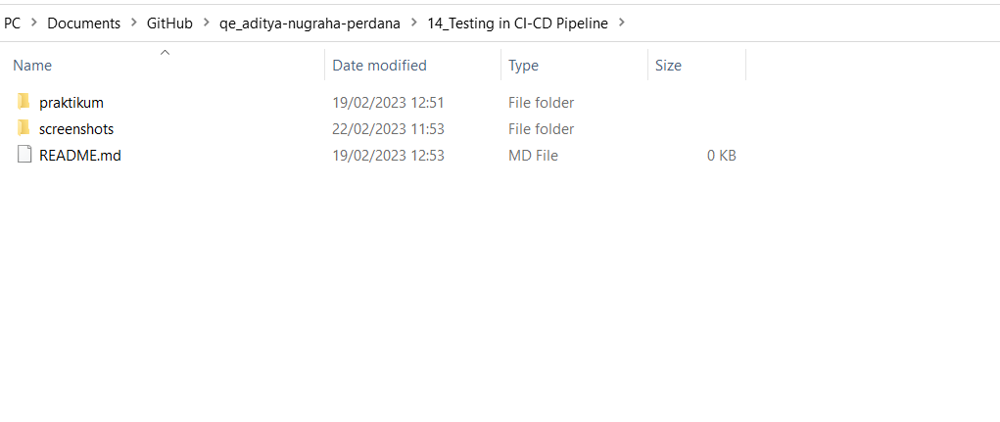 PC > Documents > GitHub > qe_aditya-nugraha-perdana > 14_Testing in CI-CD Pipeline >
Name Date modified Type Size
praktikum 19/02/2023 12:51 File folder
screenshots 22/02/2023 11:53 File folder
README.md 19/02/2023 12:53 MD File 0 KB